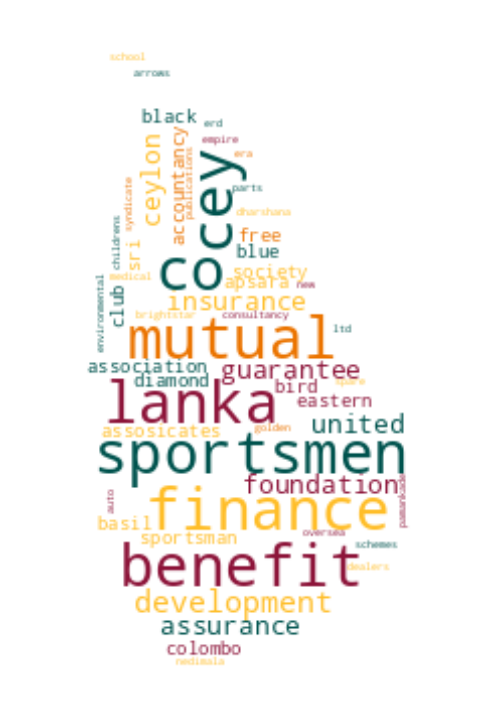 school
arrows
black
erd
empire
era
accountancy
publications
ceylon
cey
parts
syndicate
dharshana
childrens
free
sri
blue
co
society
medical
apsara
new
environmental
club
insurance
brightstar
consultancy
mutual
ltd
association
guarantee
diamond
bird
spare
lanka
eastern
united
assosicates
golden
sportsmen
foundation
pamankade
auto
finance
basil
oversea
sportsman
schemes
benefit
dealers
development
assurance
colombo
nedimala